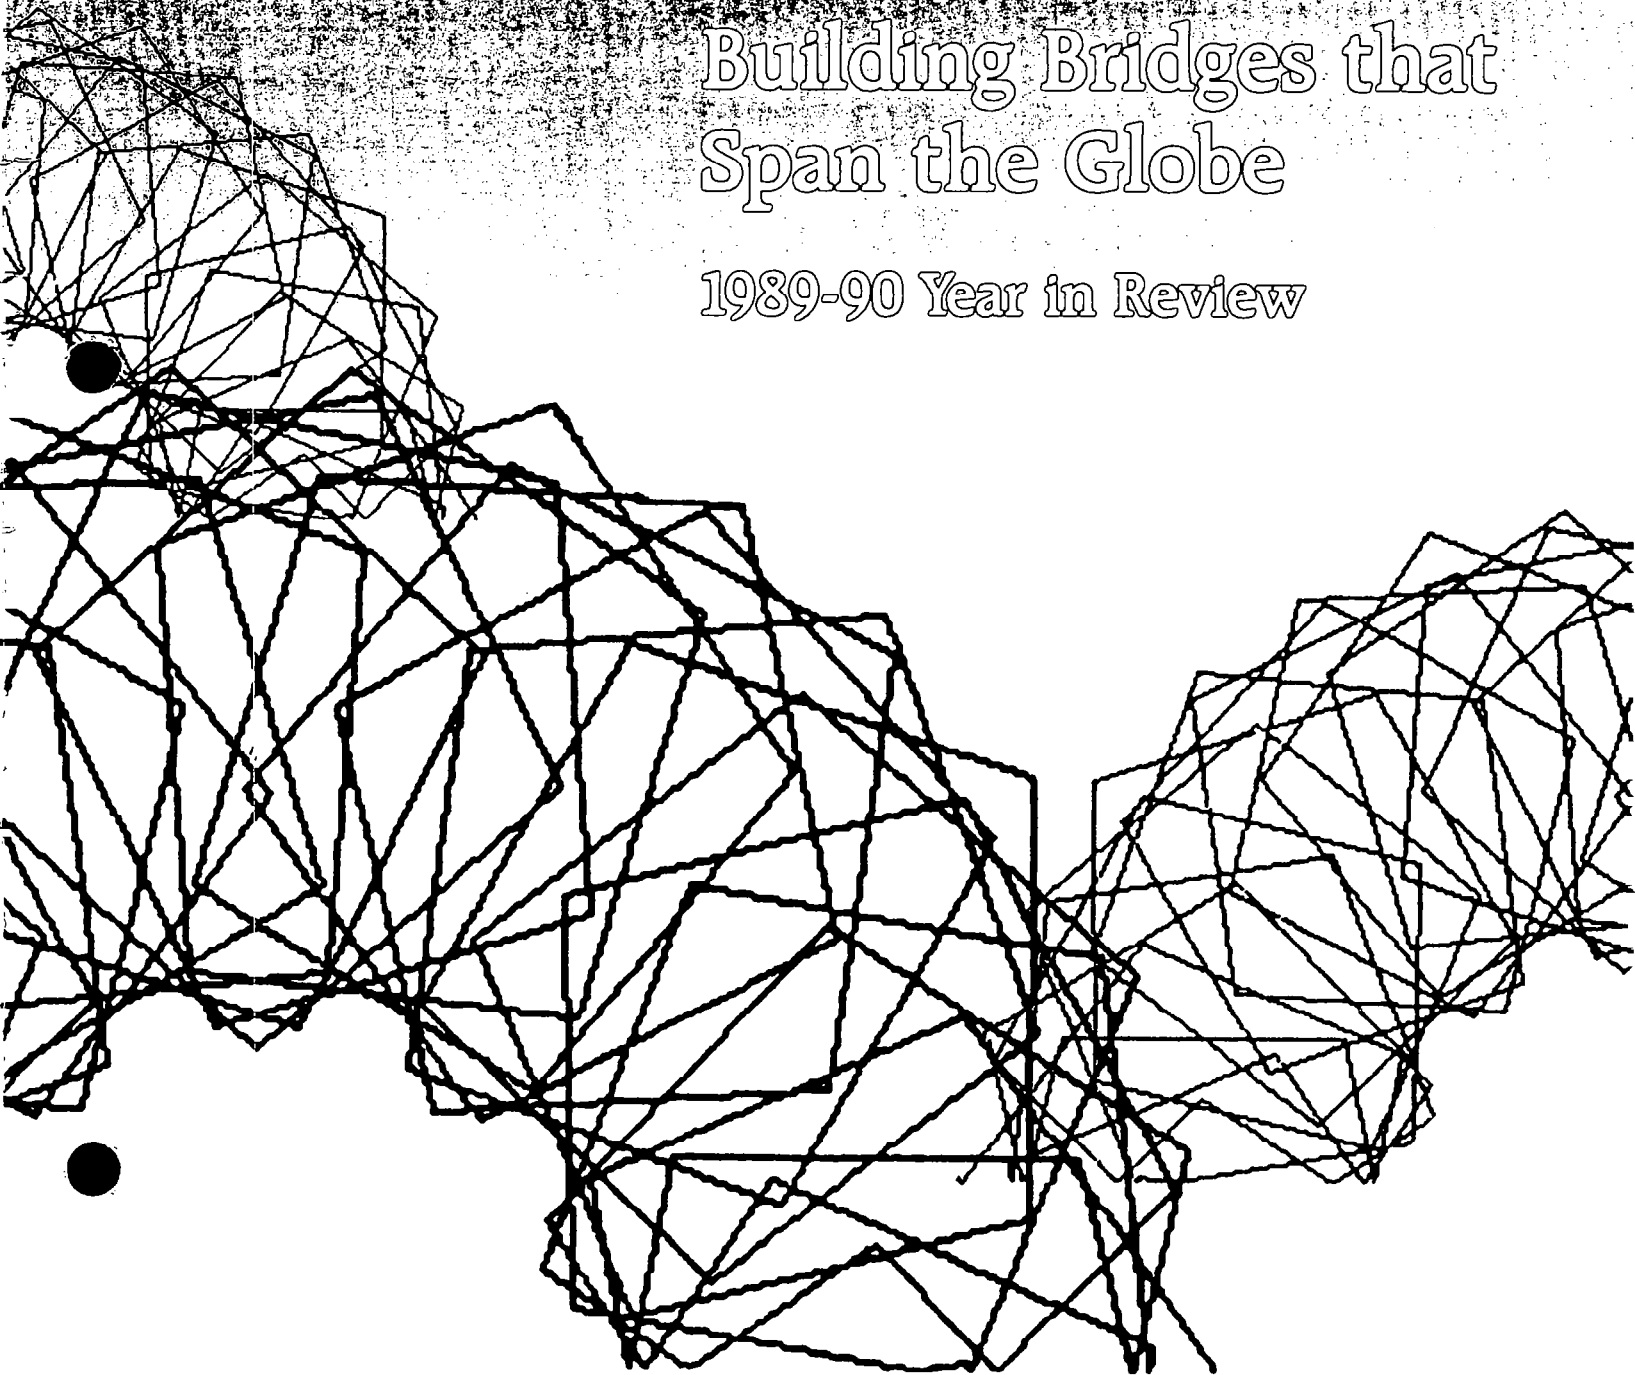 Building Bridges that
Span the Globe
1989-90 Year in Review